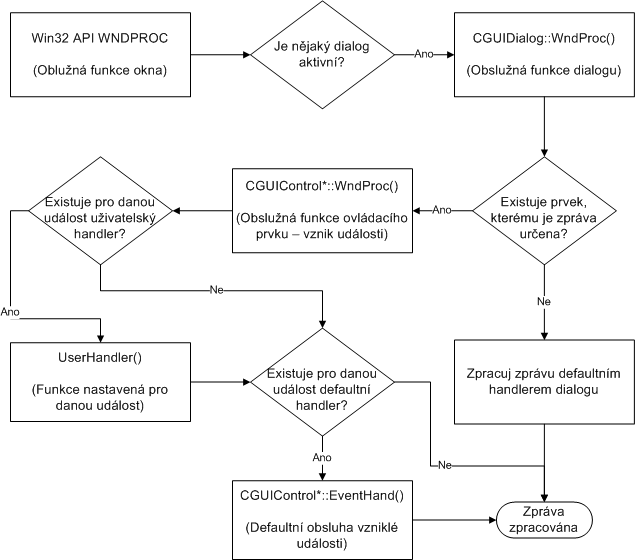 Win32 API WNDPROC
(Oblužná funkce okna)
Je nějaký dialog
aktivní?
Ano
CGUIDialog::WndProc()
(Obslužná funkce dialogu)
Existuje prvek,
kterému je zpráva
určena?
Ano
CGUIControl*::WndProc()
(Obslužná funkce ovládacího
prvku – vznik události)
Existuje pro danou
událost uživatelský
handler?
Ne
Ano
Ne
UserHandler()
(Funkce nastavená pro
danou událost)
Existuje pro danou
událost defaultní
handler?
Zpracuj zprávu defaultním
handlerem dialogu
Ano
Ne
CGUIControl*::EventHand()
(Defaultní obsluha vzniklé
události)
Zpráva
zpracována